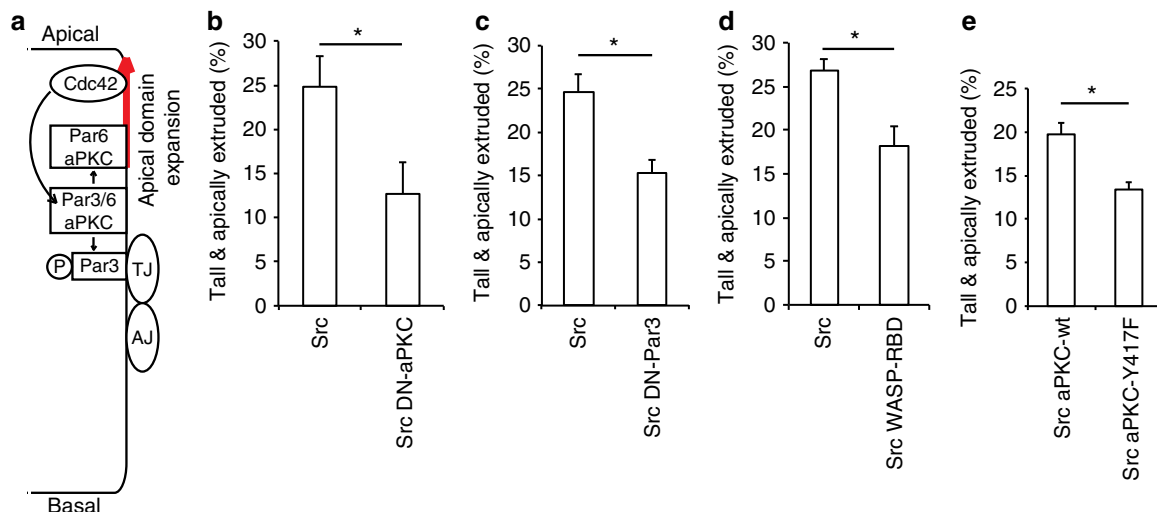 a
Apical
Cdc42
Par6
aPKC
Par3/6
aPKC
P
Par3
TJ
AJ
Basal
Apical domain
expansion
b
Tall & apically extruded (%)
30
25
20
15
10
5
0
*
Src
Src DN-aPKC
c
Tall & apically extruded (%)
30
25
20
15
10
5
0
*
Src
Src DN-Par3
d
Tall & apically extruded (%)
30
25
20
15
10
5
0
*
Src
Src WASP-RBD
e
Tall & apically extruded (%)
25
20
15
10
5
0
*
Src aPKC-wt
Src aPKC-Y417F